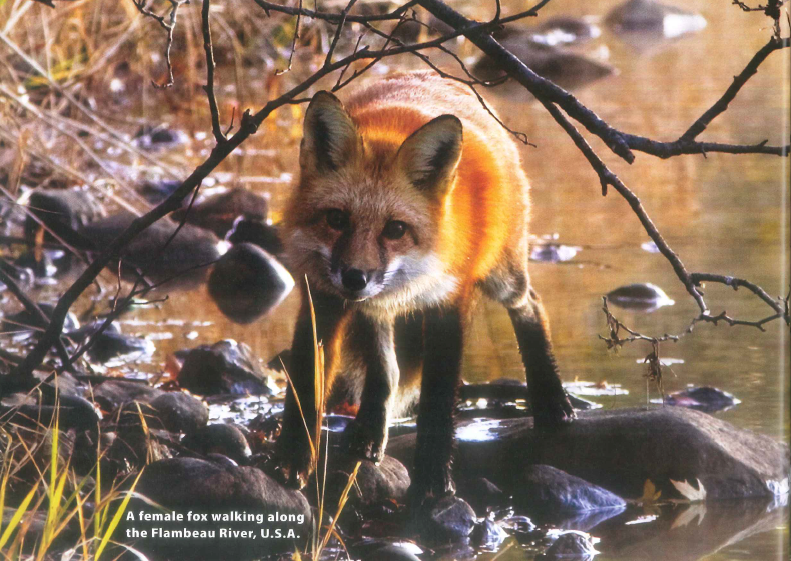 A female fox walking along
the Flambeau River, U.S.A.